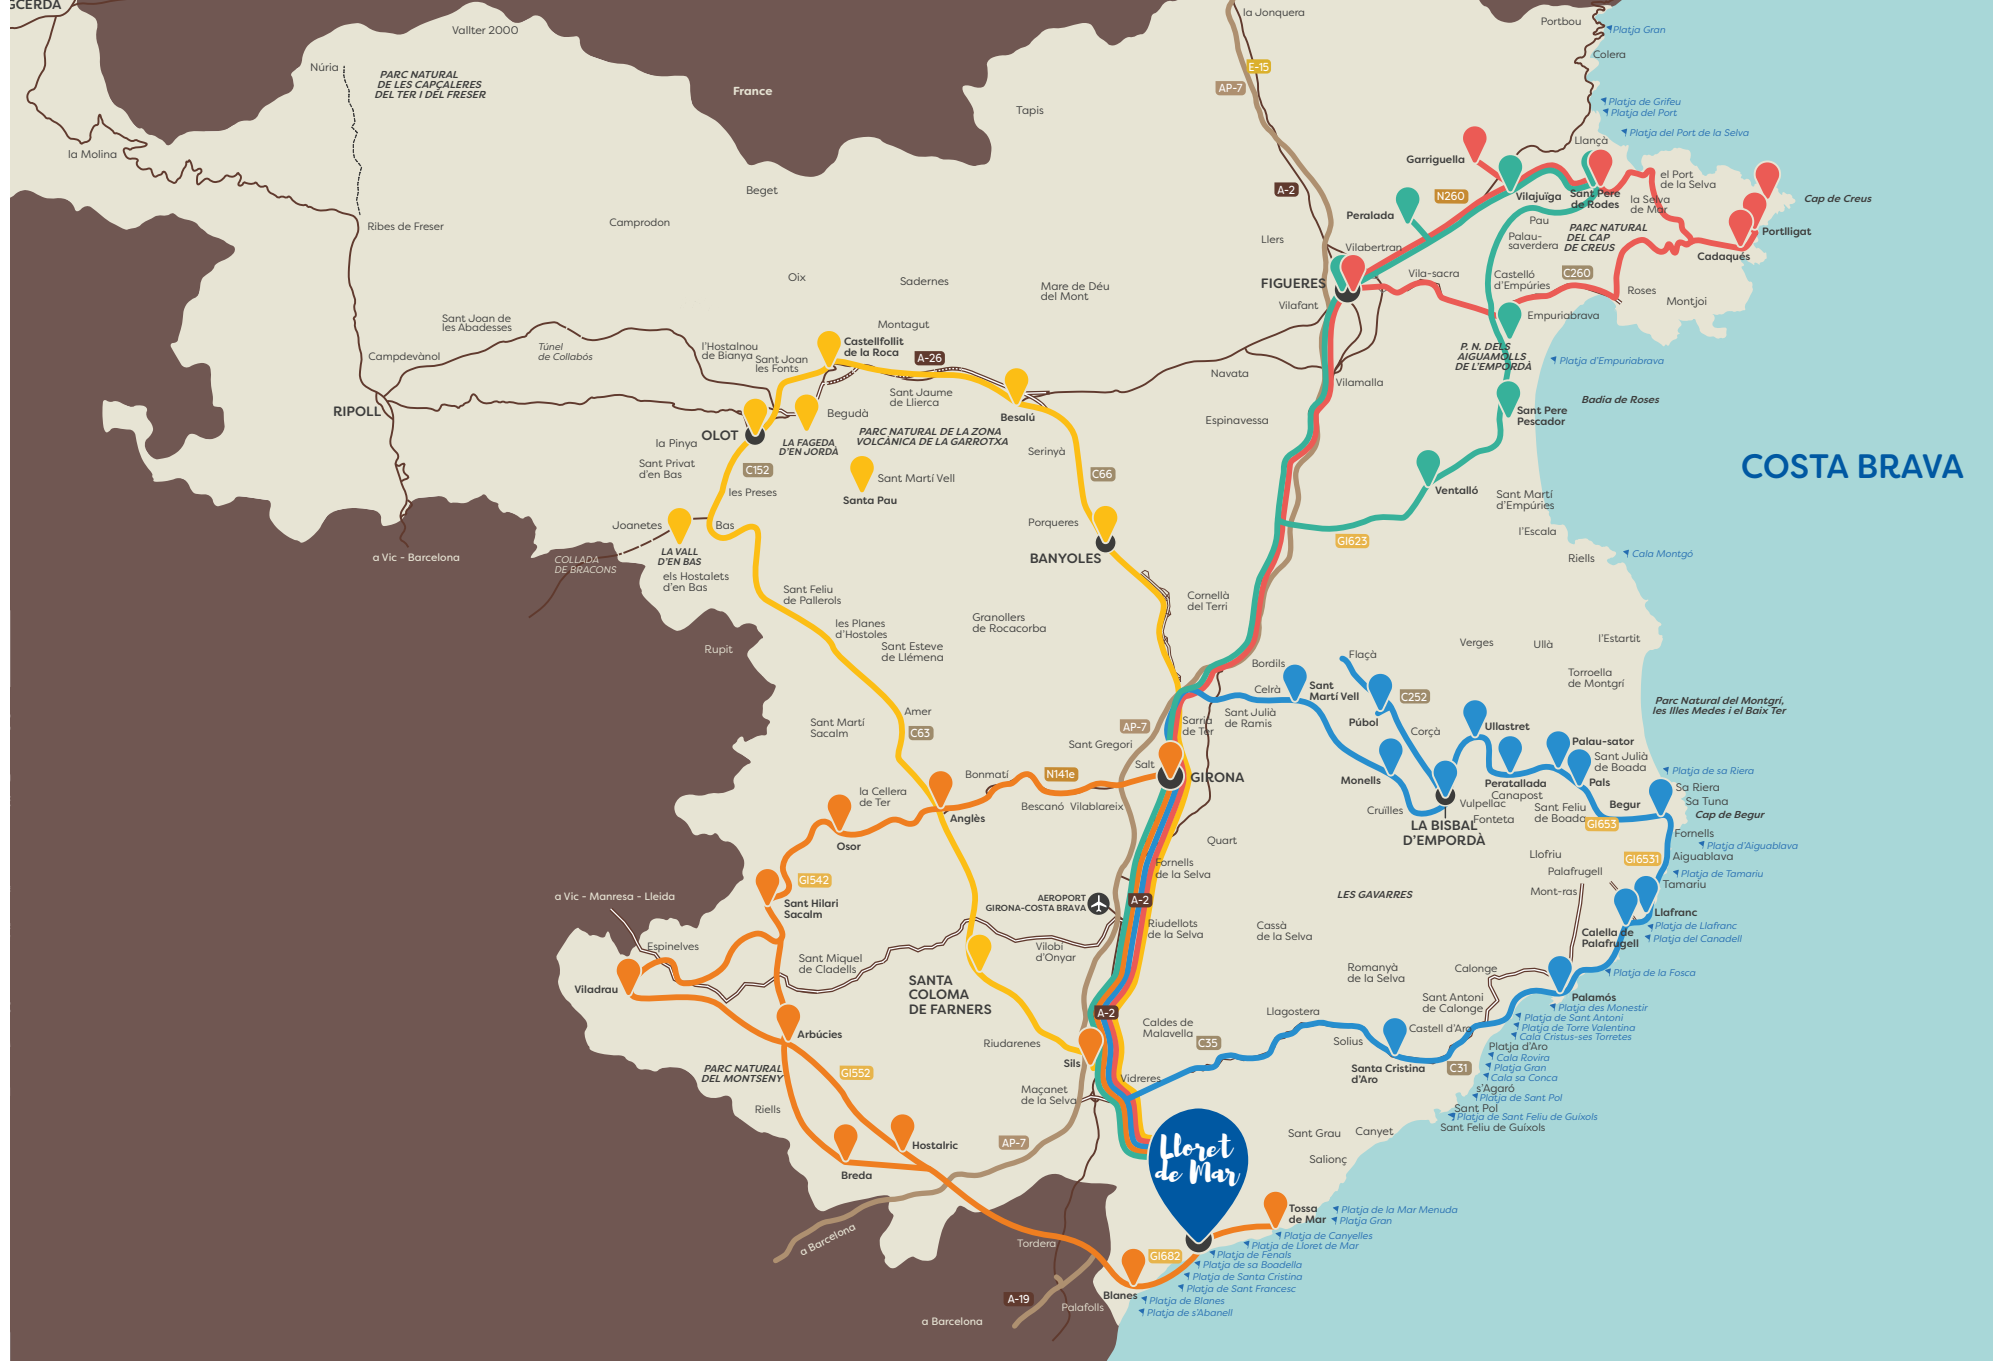 GCERDÀ
Vallter 2000
la Jonquera
Portbou
Platja Gran
Colera
Núria
PARC NATURAL
DE LES CAPÇALERES
DEL TER I DEL FRESER
France
E-15
AP-7
Tapis
Platja de Grifeu
Platja del Port
Platja del Port de la Selva
la Molina
Llançà
Garriguella
el Port
de la Selva
Beget
A-2
N260
Vilajuïga
Sant Pere
de Rodes
la Selva
de Mar
Cap de Creus
Peralada
Ribes de Freser
Camprodon
Pau
Palau-
saverdera
PARC NATURAL
DEL CAP
DE CREUS
Portlligat
Llers
Vilabertran
Cadaqués
Oix
Sadernes
Mare de Déu
del Mont
FIGUERES
Vila-sacra
Castelló
d'Empúries
C260
Roses
Montjoi
Vilafant
Empuriabrava
Sant Joan de
les Abadesses
Montagut
Túnel
de Collabós
l'Hostalnou
de Bianya
Sant Joan
les Fonts
Castellfollit
de la Roca
A-26
P. N. DELS
AIGUAMOLLS
DE L'EMPORDÀ
Platja d'Empuriabrava
Campdevànol
Navata
Vilamalla
Sant Jaume
de Llierca
Badia de Roses
RIPOLL
Begudà
Besalú
Espinavessa
Sant Pere
Pescador
OLOT
la Pinya
LA FAGEDA
D'EN JORDÀ
PARC NATURAL DE LA ZONA
VOLCÀNICA DE LA GARROTXA
Serinyà
COSTA BRAVA
Sant Privat
d'en Bas
C152
Sant Martí Vell
C66
les Preses
Santa Pau
Ventalló
Sant Martí
d'Empúries
Joanetes
Bas
Porqueres
l'Escala
GI623
a Vic - Barcelona
COLLADA
DE BRACONS
LA VALL
D'EN BAS
BANYOLES
Riells
Cala Montgó
els Hostalets
d'en Bas
Sant Feliu
de Pallerols
Cornellà
del Terri
les Planes
d'Hostoles
Granollers
de Rocacorba
Rupit
Sant Esteve
de Llémena
Verges
Ullà
l'Estartit
Flaçà
Bordils
Torroella
de Montgrí
Celrà
Sant
Martí Vell
C252
Parc Natural del Montgrí,
les Illes Medes i el Baix Ter
Amer
Sant Martí
Sacalm
C63
AP-7
Sarrià
de Ter
Sant Julià
de Ramis
Púbol
Corçà
Ullastret
Palau-sator
Sant Gregori
Salt
Sant Julià
de Boada
Bonmatí
N141e
GIRONA
Monells
Peratallada
Canapost
Pals
Platja de sa Riera
Sa Riera
Sa Tuna
la Cellera
de Ter
Bescanó
Vilablareix
Cruïlles
Vulpellac
Fonteta
Sant Feliu
de Boada
Begur
Cap de Begur
Anglès
LA BISBAL
D'EMPORDÀ
GI653
Fornells
Osor
Quart
Platja d'Aiguablava
Llofriu
GI6531
Aiguablava
Fornells
de la Selva
Palafrugell
Platja de Tamariu
GI542
Mont-ras
Tamariu
a Vic - Manresa - Lleida
LES GAVARRES
AEROPORT
GIRONA-COSTA BRAVA
A-2
Sant Hilari
Sacalm
Llafranc
Platja de Llafranc
Riudellots
de la Selva
Cassà
de la Selva
Calella de
Palafrugell
Platja del Canadell
Espinelves
Vilobí
d'Onyar
Sant Miquel
de Cladells
Romanyà
de la Selva
Calonge
Platja de la Fosca
Viladrau
SANTA
COLOMA
DE FARNERS
Sant Antoni
de Calonge
Palamós
Platja des Monestir
A-2
Llagostera
Platja de Sant Antoni
Caldes de
Malavella
Castell d'Aro
Platja de Torre Valentina
Cala Cristus-ses Torretes
Arbúcies
Riudarenes
C35
Solius
Platja d'Aro
Cala Rovira
Sils
Santa Cristina
d'Aro
C31
Platja Gran
Cala sa Conca
PARC NATURAL
DEL MONTSENY
GI552
Vidreres
s'Agaró
Maçanet
de la Selva
Platja de Sant Pol
Riells
Sant Pol
Platja de Sant Feliu de Guíxols
Sant Feliu de Guíxols
AP-7
Hostalric
Sant Grau
Canyet
Lloret
de Mar
Salionç
Breda
Tossa
de Mar
Platja de la Mar Menuda
Platja Gran
a Barcelona
Tordera
Platja de Canyelles
Platja de Lloret de Mar
GI682
Platja de Fenals
Platja de sa Boadella
Platja de Santa Cristina
Platja de Sant Francesc
Blanes
A-19
Palafolls
Platja de Blanes
Platja de s'Abanell
a Barcelona